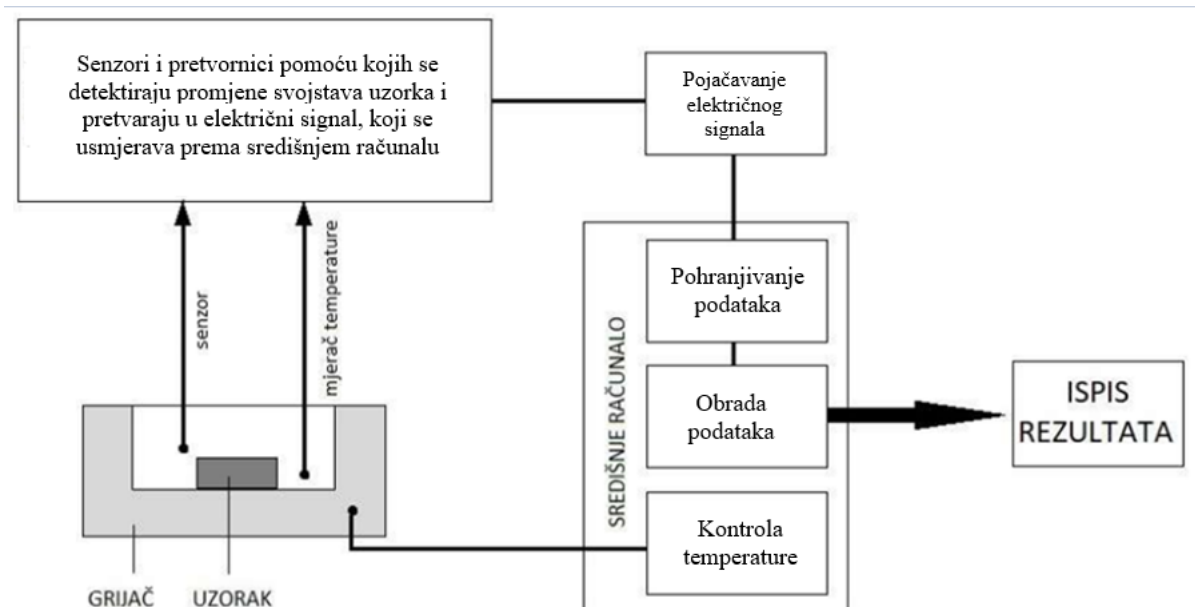 Senzori i pretvornici pomoću kojih se
detektiraju promjene svojstava uzorka i
pretvaraju u električni signal, koji se
usmjerava prema središnjem računalu
Pojačavanje
električnog
signala
senzor
mjerač temperature
SREDIŠNJE RAČUNALO
Pohranjivanje
podataka
Obrada
podataka
Kontrola
temperature
ISPIS
REZULTATA
GRIJAČ
UZORAK